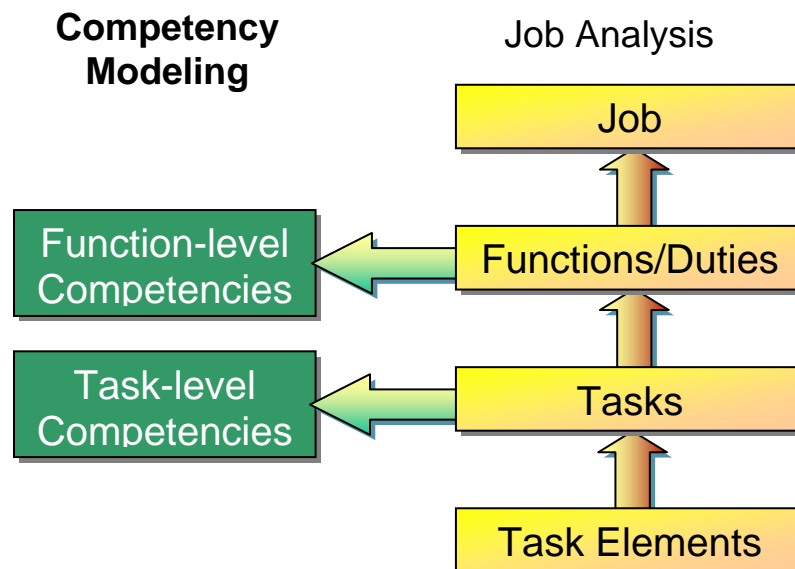 Competency
Modeling
Job Analysis
Job
Function-level
Competencies
Functions/Duties
Task-level
Competencies
Tasks
Task Elements